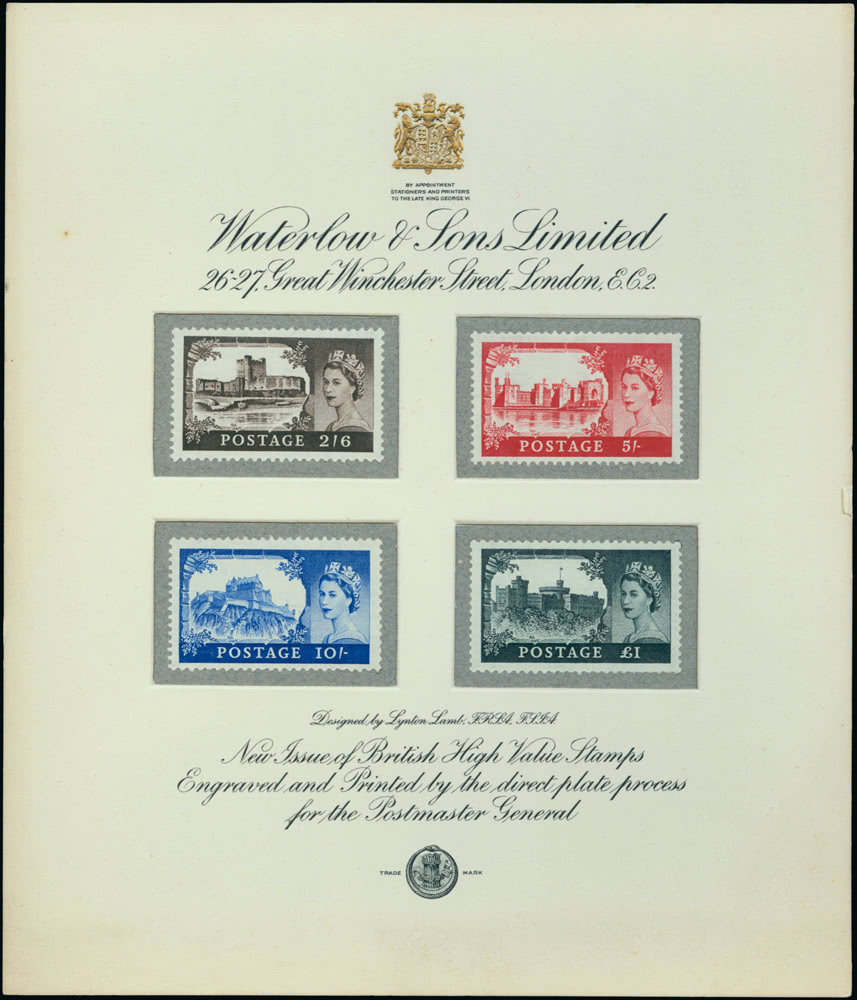 BY APPOINTMENT
STATIONERS AND PRINTERS
TO THE LATE KING GEORGE VI
Waterlow & Sons Limited
26-27, Great Winchester Street, London, E.C.2.
POSTAGE 2/6
POSTAGE 5/-
POSTAGE 10/-
POSTAGE £1
Designed by Lynton Lamb, F.R.S.A., F.S.I.A.
New Issue of British High Value Stamps
Engraved and Printed by the direct plate process
for the Postmaster General
TRADE MARK